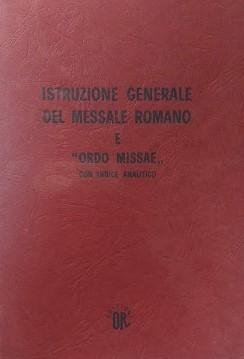 ISTRUZIONE GENERALE
DEL MESSALE ROMANO
E
"ORDO MISSAE„
CON INDICE ANALITICO
OR